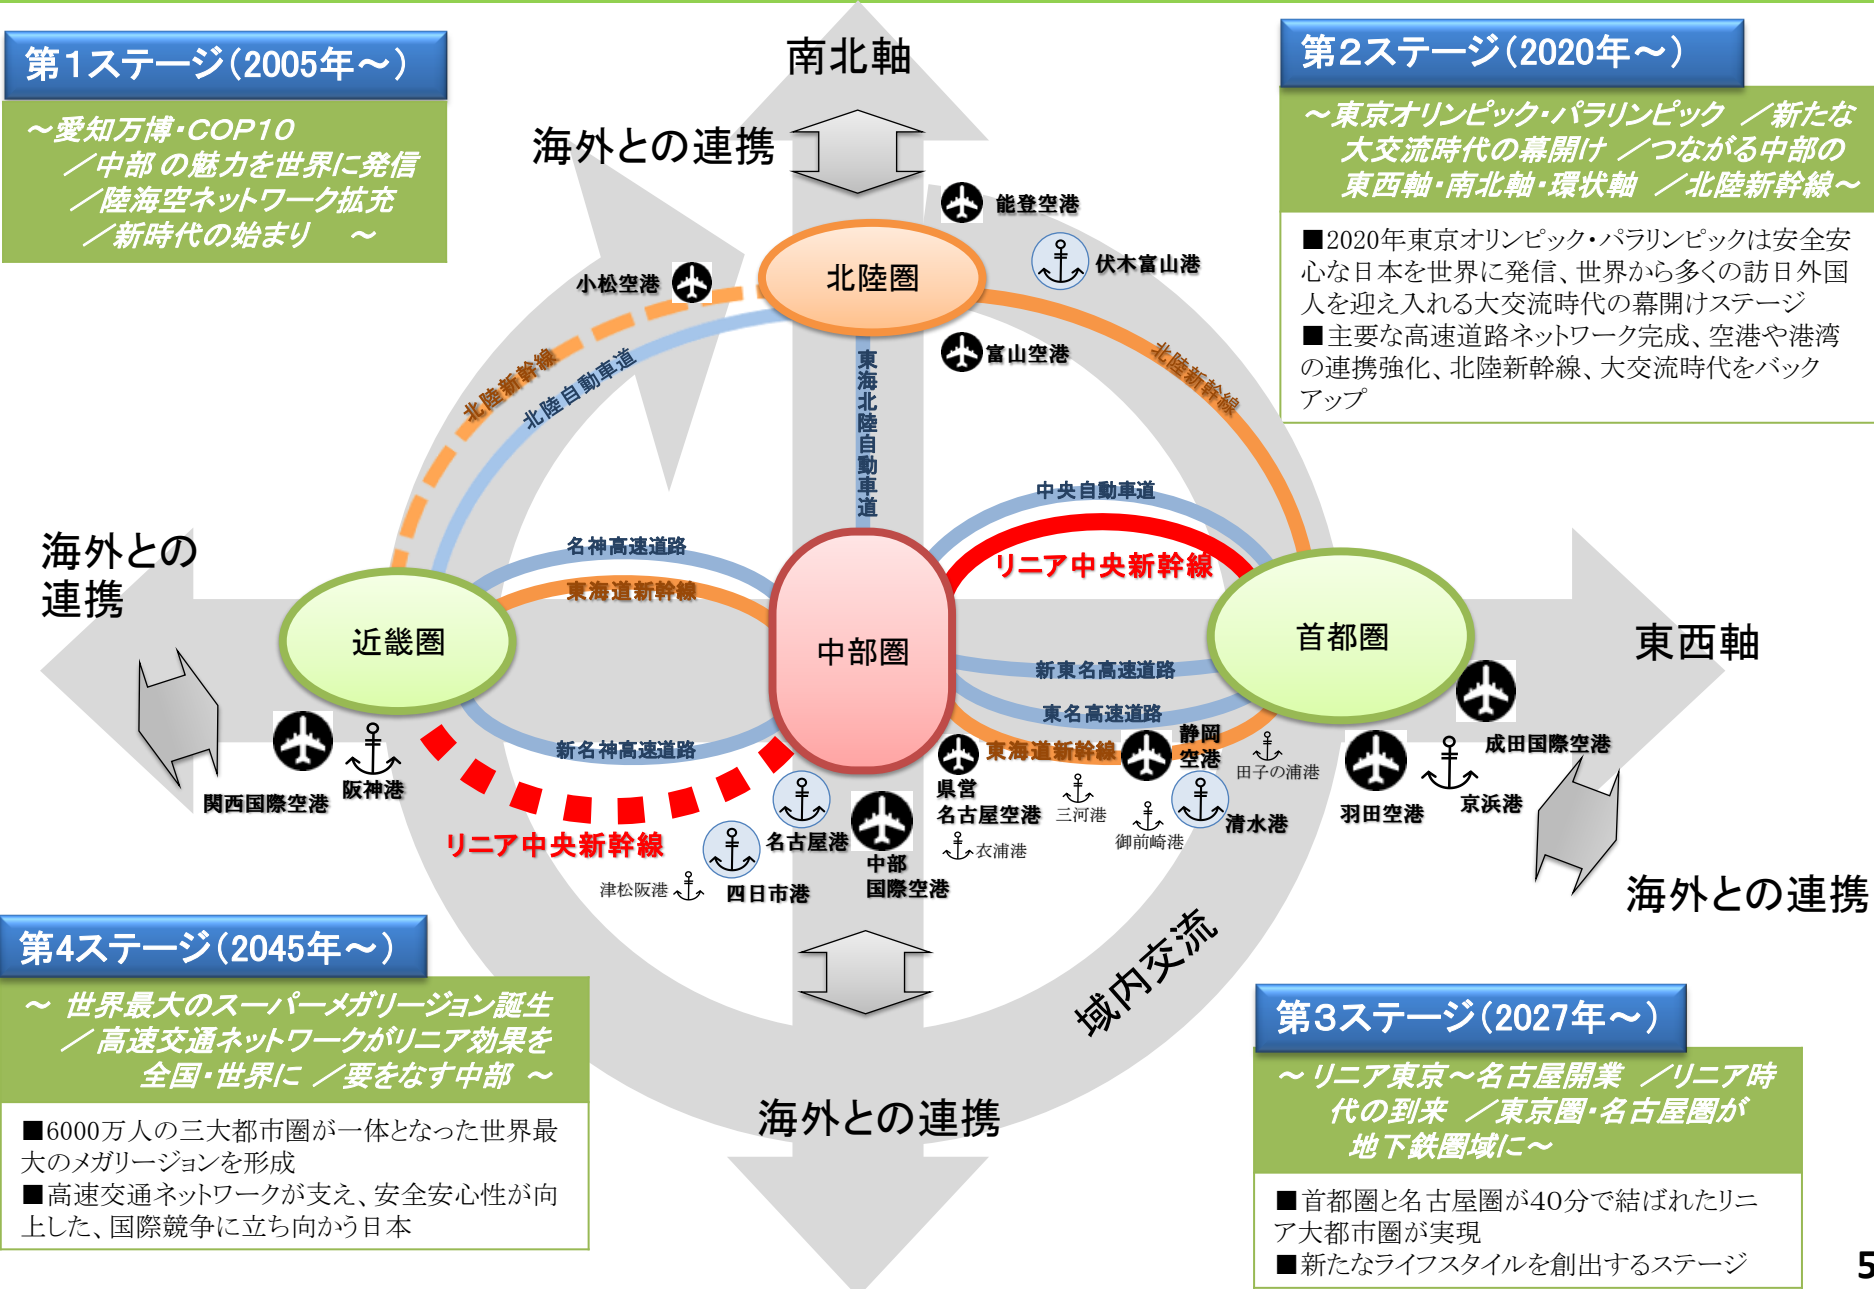 第1ステージ(2005年～)
～愛知万博・COP10
／中部の魅力を世界に発信
／陸海空ネットワーク拡充
／新時代の始まり　～
南北軸
海外との連携
第2ステージ(2020年～)
～東京オリンピック・パラリンピック ／新たな
大交流時代の幕開け ／つながる中部の
東西軸・南北軸・環状軸 ／北陸新幹線～
■2020年東京オリンピック・パラリンピックは安全安
心な日本を世界に発信、世界から多くの訪日外国
人を迎え入れる大交流時代の幕開けステージ
■主要な高速道路ネットワーク完成、空港や港湾
の連携強化、北陸新幹線、大交流時代をバック
アップ
能登空港
伏木富山港
小松空港
北陸圏
富山空港
北陸新幹線
北陸自動車道
東海北陸自動車道
北陸新幹線
中央自動車道
リニア中央新幹線
名神高速道路
東海道新幹線
海外との
連携
近畿圏
中部圏
首都圏
東西軸
新東名高速道路
東名高速道路
東海道新幹線
新名神高速道路
リニア中央新幹線
関西国際空港
阪神港
名古屋港
四日市港
津松阪港
中部
国際空港
県営
名古屋空港
衣浦港
三河港
御前崎港
静岡
空港
清水港
田子の浦港
羽田空港
京浜港
成田国際空港
海外との連携
域内交流
海外との連携
第4ステージ(2045年～)
～ 世界最大のスーパーメガリージョン誕生
／高速交通ネットワークがリニア効果を
全国・世界に ／要をなす中部 ～
■6000万人の三大都市圏が一体となった世界最
大のメガリージョンを形成
■高速交通ネットワークが支え、安全安心性が向
上した、国際競争に立ち向かう日本
第3ステージ(2027年～)
～リニア東京～名古屋開業 ／リニア時
代の到来 ／東京圏・名古屋圏が
地下鉄圏域に～
■首都圏と名古屋圏が40分で結ばれたリニ
ア大都市圏が実現
■新たなライフスタイルを創出するステージ
5